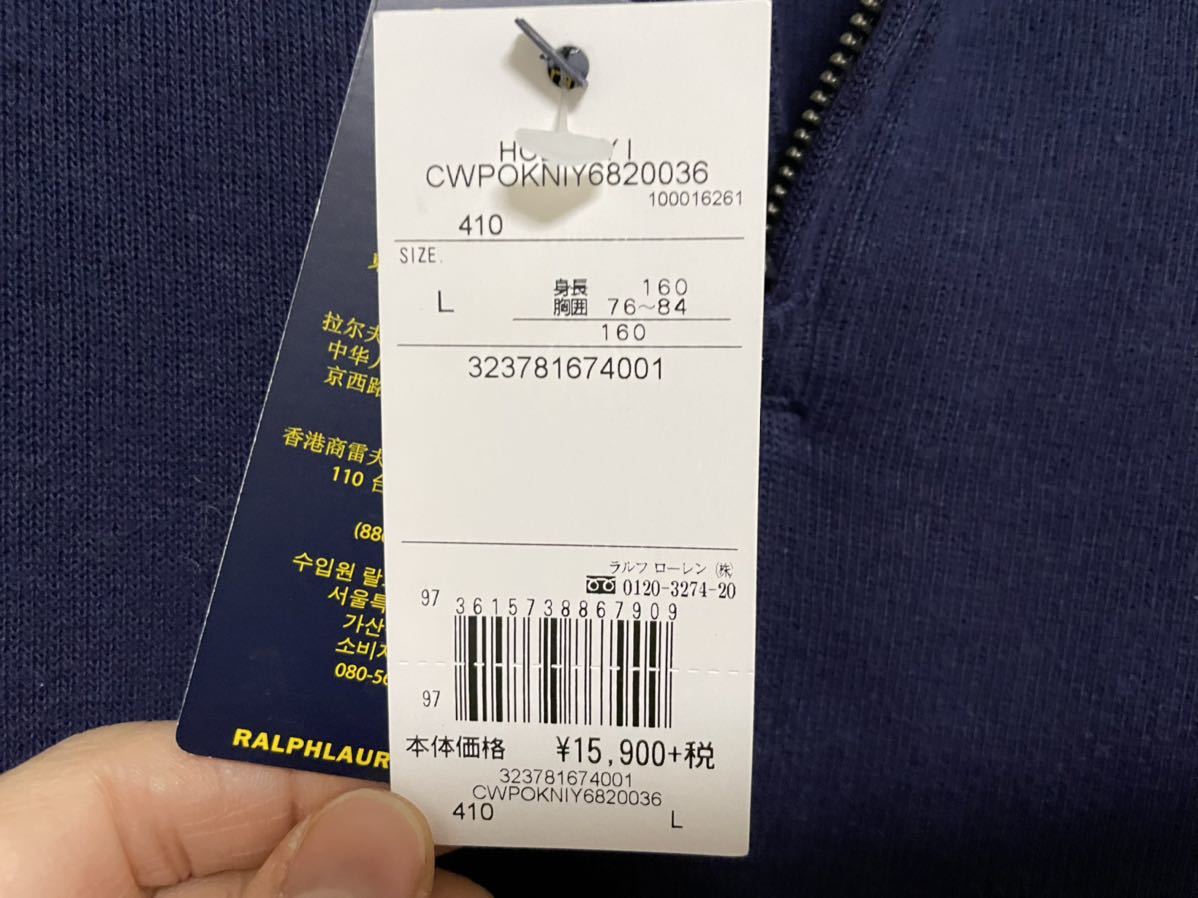 CWPOKNIY6820036
100016261
410
SIZE.
L
身長 160
胸囲 76~84
160
323781674001
ラルフ ローレン (株)
0120-3274-20
97
3615738867909
97
本体価格 ¥15,900+税
323781674001
CWPOKNIY6820036
410
L
拉尔夫
中华
京西路
香港商雷夫
110 台
(886
수입원 랄
서울특
가산
소비자
080-56
RALPHLAUR